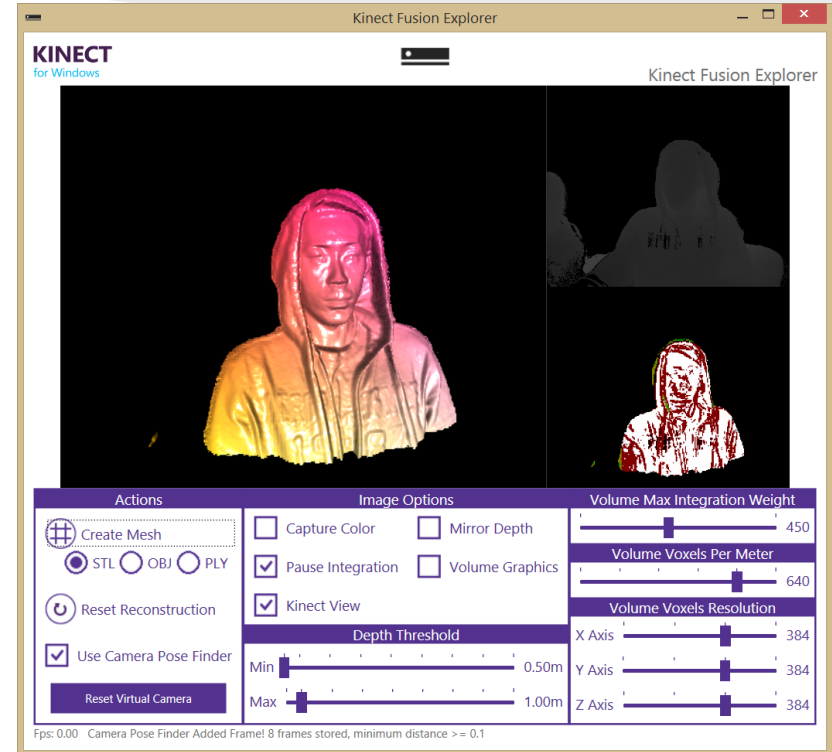 Kinect Fusion Explorer
KINECT
for Windows
Kinect Fusion Explorer
Actions
Create Mesh
STL OBJ PLY
Reset Reconstruction
Use Camera Pose Finder
Reset Virtual Camera
Image Options
Capture Color Mirror Depth
Pause Integration Volume Graphics
Kinect View
Depth Threshold
Min 0.50m
Max 1.00m
Volume Max Integration Weight
450
Volume Voxels Per Meter
640
Volume Voxels Resolution
X Axis 384
Y Axis 384
Z Axis 384
Fps: 0.00 Camera Pose Finder Added Frame! 8 frames stored, minimum distance >= 0.1